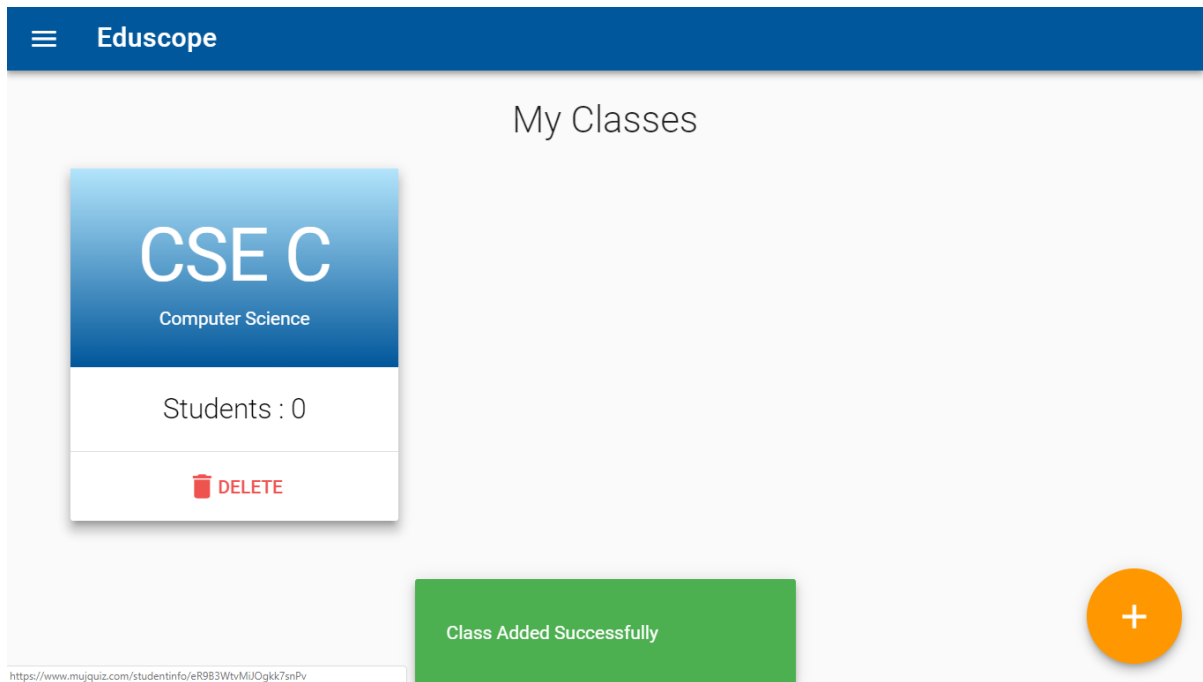 Eduscope
My Classes
CSE C
Computer Science
Students : 0
DELETE
Class Added Successfully
https://www.mujquiz.com/studentinfo/eR9B3WtvMiJOgkk7snPv